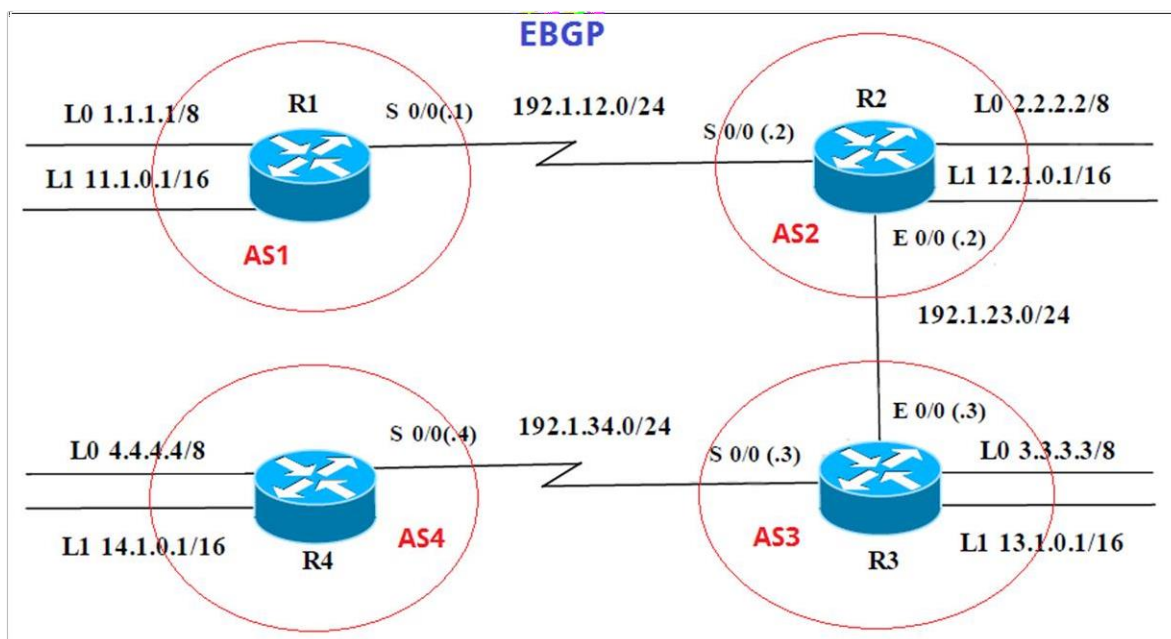 EBGP
R1
L0 1.1.1.1/8
S 0/0(.1)
192.1.12.0/24
L1 11.1.0.1/16
AS1
R2
L0 2.2.2.2/8
S 0/0 (.2)
L1 12.1.0.1/16
AS2
E 0/0 (.2)
192.1.23.0/24
L0 4.4.4.4/8
S 0/0(.4)
192.1.34.0/24
L1 14.1.0.1/16
AS4
R4
E 0/0 (.3)
S 0/0 (.3)
L0 3.3.3.3/8
AS3
L1 13.1.0.1/16
R3